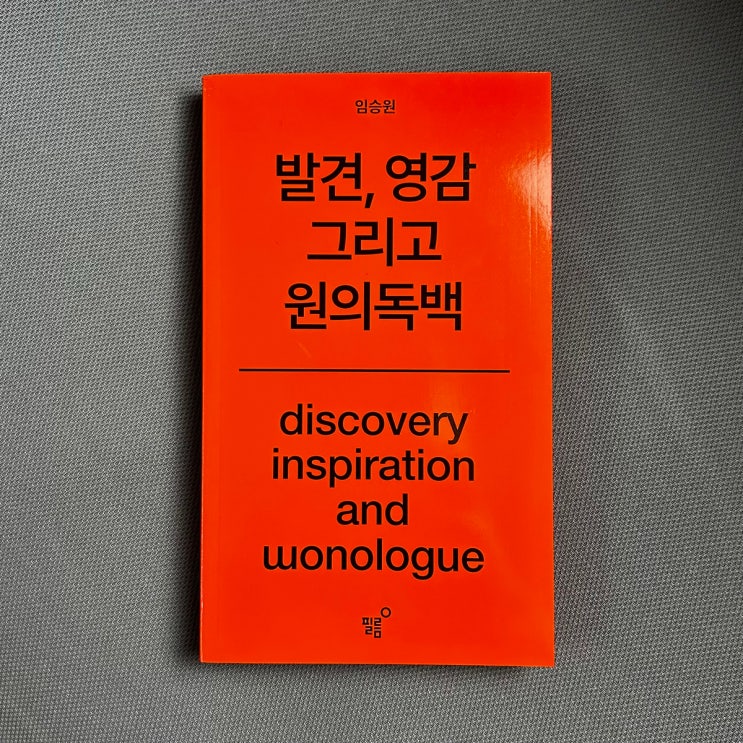 임승원
발견, 영감
그리고
원의독백
discovery
inspiration
and
wonologue
필름